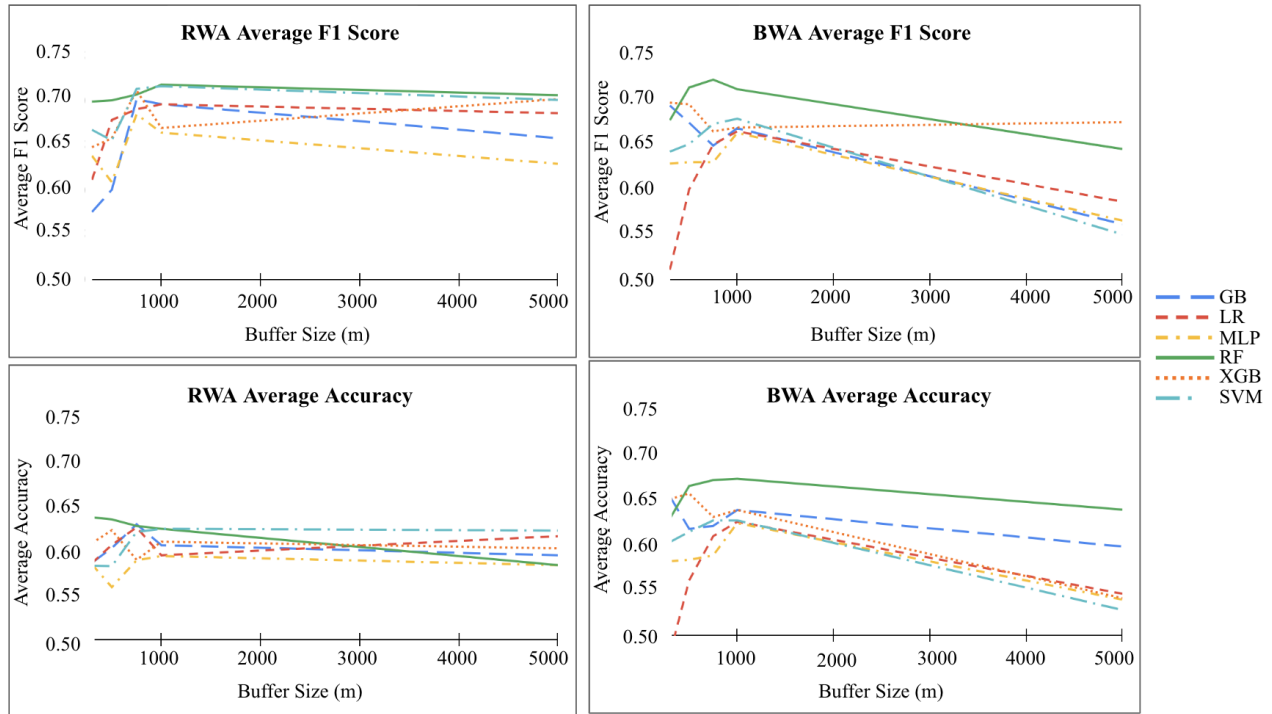 RWA Average F1 Score
Average F1 Score
0.75
0.70
0.65
0.60
0.55
0.50
1000 2000 3000 4000 5000
Buffer Size (m)
BWA Average F1 Score
Average F1 Score
0.75
0.70
0.65
0.60
0.55
0.50
1000 2000 3000 4000 5000
Buffer Size (m)
GB
LR
MLP
RF
XGB
SVM
RWA Average Accuracy
Average Accuracy
0.75
0.70
0.65
0.60
0.55
0.50
1000 2000 3000 4000 5000
Buffer Size (m)
BWA Average Accuracy
Average Accuracy
0.75
0.70
0.65
0.60
0.55
0.50
1000 2000 3000 4000 5000
Buffer Size (m)